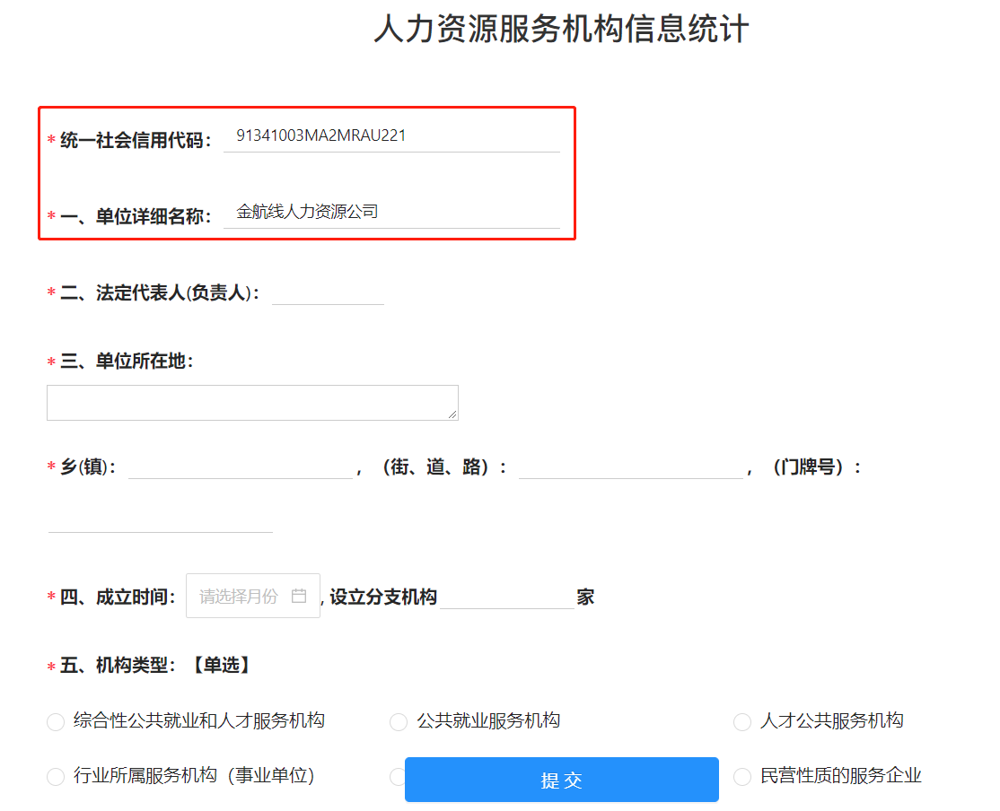 人力资源服务机构信息统计
* 统一社会信用代码： 91341003MA2MRAU221
* 一、单位详细名称： 金航线人力资源公司
* 二、法定代表人(负责人)：
* 三、单位所在地：
* 乡(镇)： ，（街、道、路）： ，（门牌号）：
* 四、成立时间： 请选择月份 , 设立分支机构 家
* 五、机构类型：【单选】
综合性公共就业和人才服务机构 公共就业服务机构 人才公共服务机构
行业所属服务机构（事业单位） 提 交 民营性质的服务企业